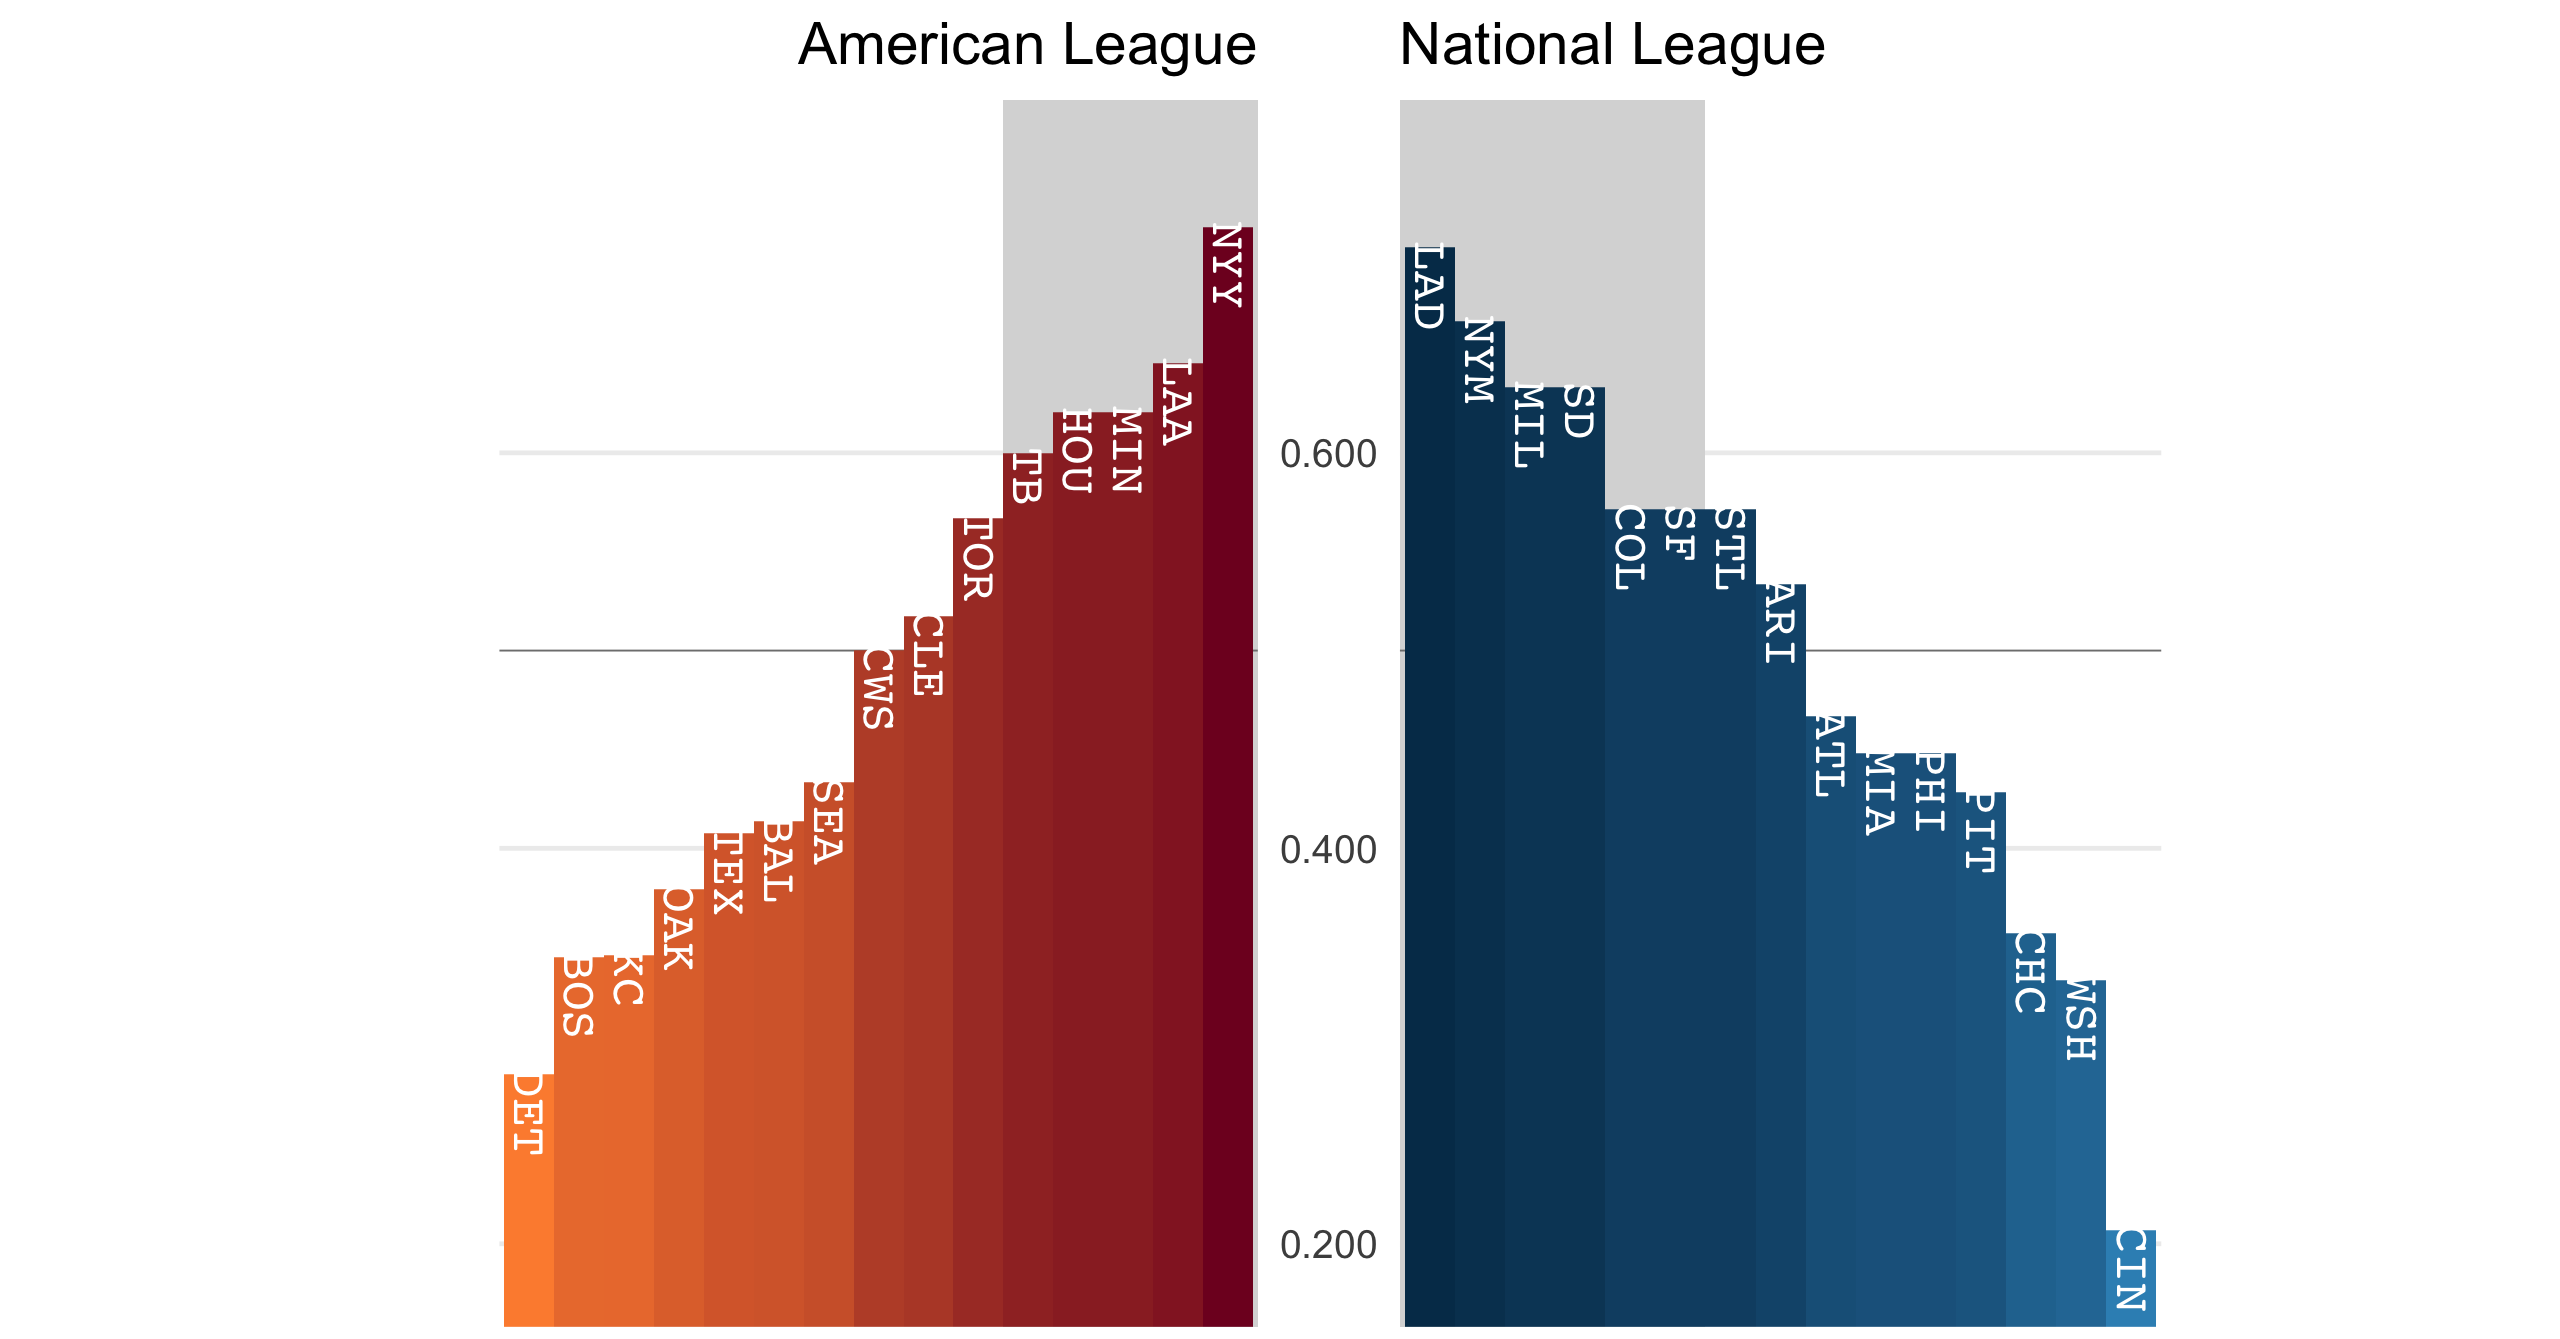 American League
National League
0.600
0.400
0.200
DET
BOS
KC
OAK
TEX
BAL
SEA
CWS
CLE
TOR
TB
HOU
MIN
LAA
NYY
LAD
NYM
MIL
SD
COL
SF
STL
ARI
ATL
MIA
PHI
PIT
CHC
WSH
CIN